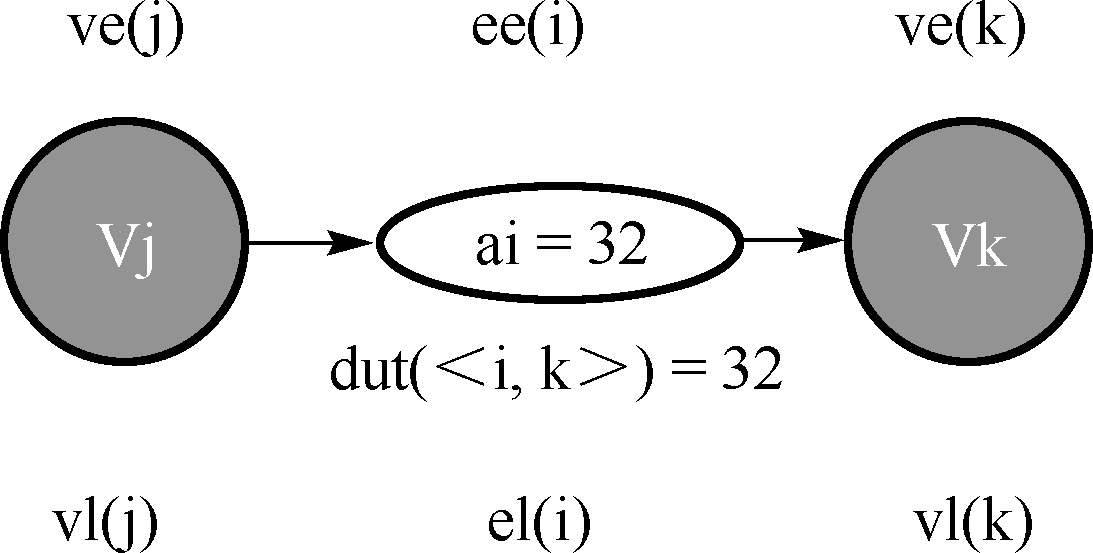 ve(j) ee(i) ve(k)
Vj ai = 32 Vk
dut(＜i, k＞) = 32
vl(j) el(i) vl(k)